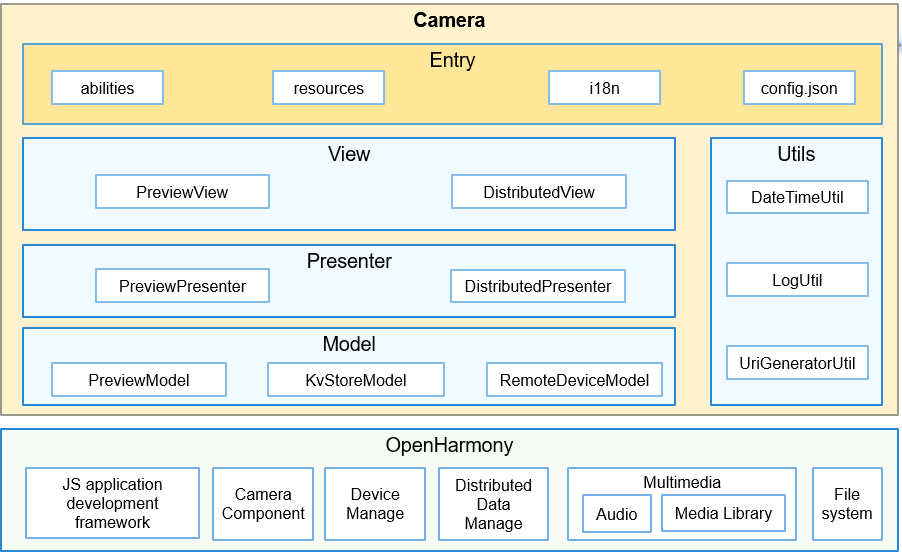 Camera
Entry
abilities
resources
i18n
config.json
View
PreviewView
DistributedView
Presenter
PreviewPresenter
DistributedPresenter
Model
PreviewModel
KvStoreModel
RemoteDeviceModel
Utils
DateTimeUtil
LogUtil
UriGeneratorUtil
OpenHarmony
JS application
development
framework
Camera
Component
Device
Manage
Distributed
Data
Manage
Multimedia
Audio
Media Library
File
system